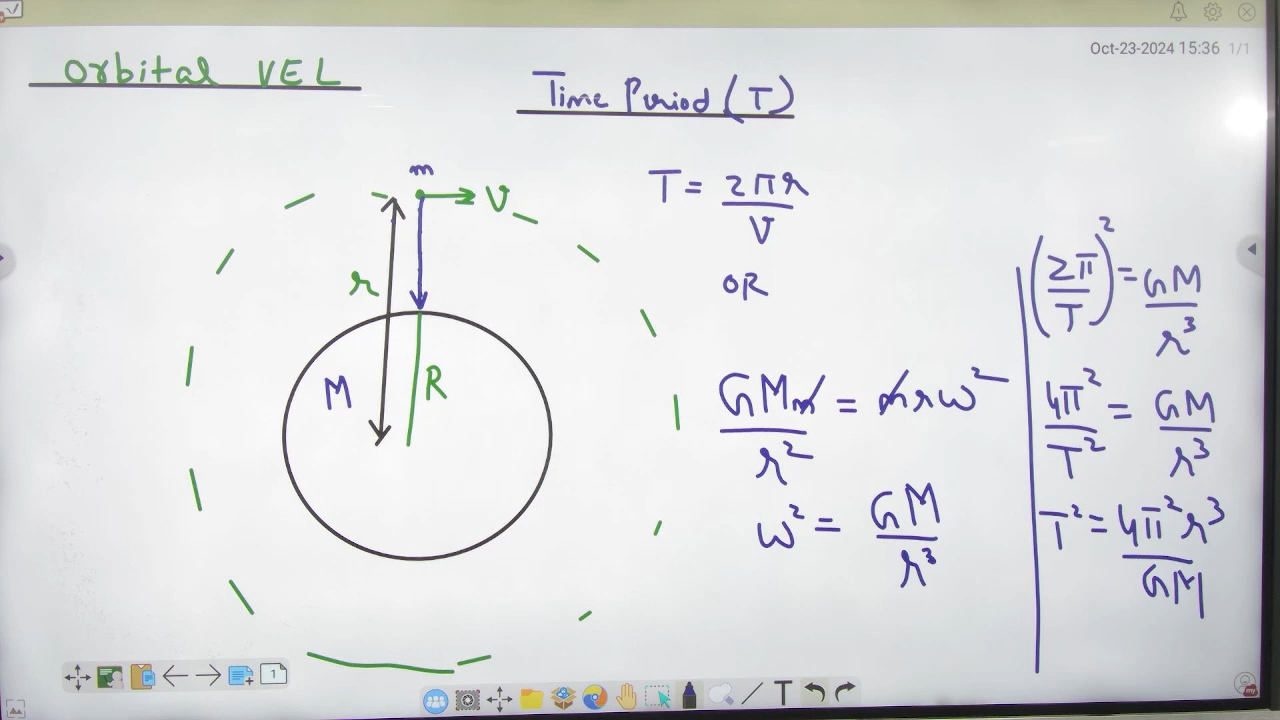 Oct-23-2024 15:36 1/1
Orbital VEL
Time Period (T)
m
V
r
M
R
T = 2πr / V
OR
GMm / r² = mrω²
ω² = GM / r³
(2π / T)² = GM / r³
4π² / T² = GM / r³
T² = 4π²r³ / GM
1
T